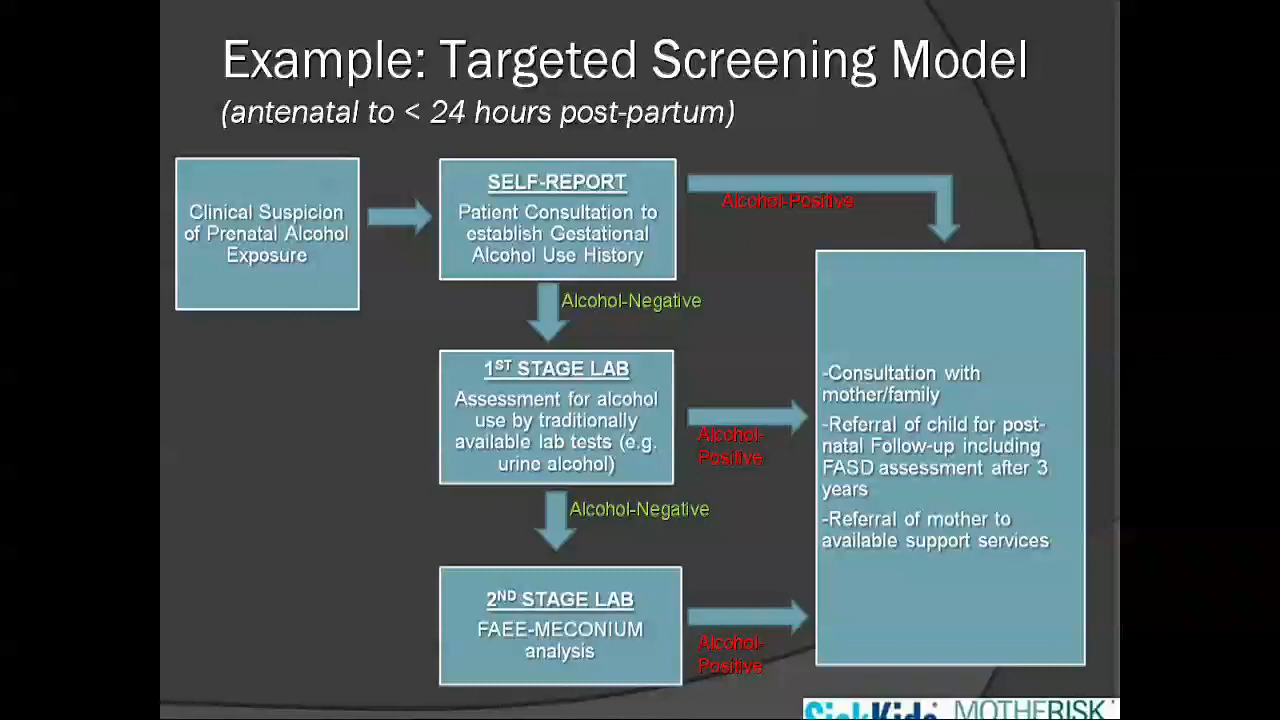 Example: Targeted Screening Model
(antenatal to < 24 hours post-partum)
Clinical Suspicion
of Prenatal Alcohol
Exposure
SELF-REPORT
Patient Consultation to
establish Gestational
Alcohol Use History
Alcohol-Positive
Alcohol-Negative
1ST STAGE LAB
Assessment for alcohol
use by traditionally
available lab tests (e.g.
urine alcohol)
Alcohol-
Positive
Alcohol-Negative
2ND STAGE LAB
FAEE-MECONIUM
analysis
Alcohol-
Positive
-Consultation with
mother/family
-Referral of child for post-
natal Follow-up including
FASD assessment after 3
years
-Referral of mother to
available support services
SickKids MOTHERISK